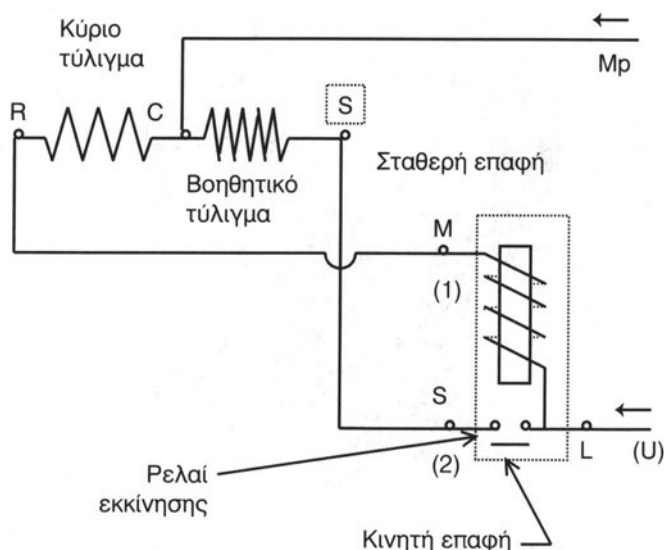 Κύριο
τύλιγμα
Mp
R
C
S
Βοηθητικό
τύλιγμα
Σταθερή επαφή
M
(1)
S
(2)
L
(U)
Ρελαί
εκκίνησης
Κινητή επαφή